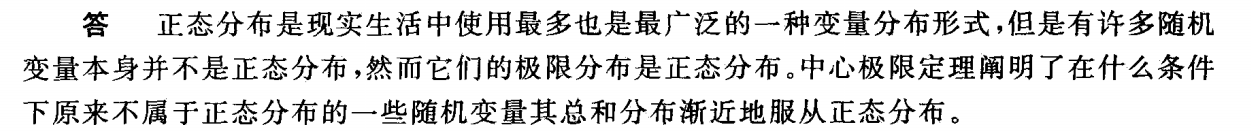 答　正态分布是现实生活中使用最多也是最广泛的一种变量分布形式,但是有许多随机
变量本身并不是正态分布,然而它们的极限分布是正态分布。中心极限定理阐明了在什么条件
下原来不属于正态分布的一些随机变量其总和分布渐近地服从正态分布。